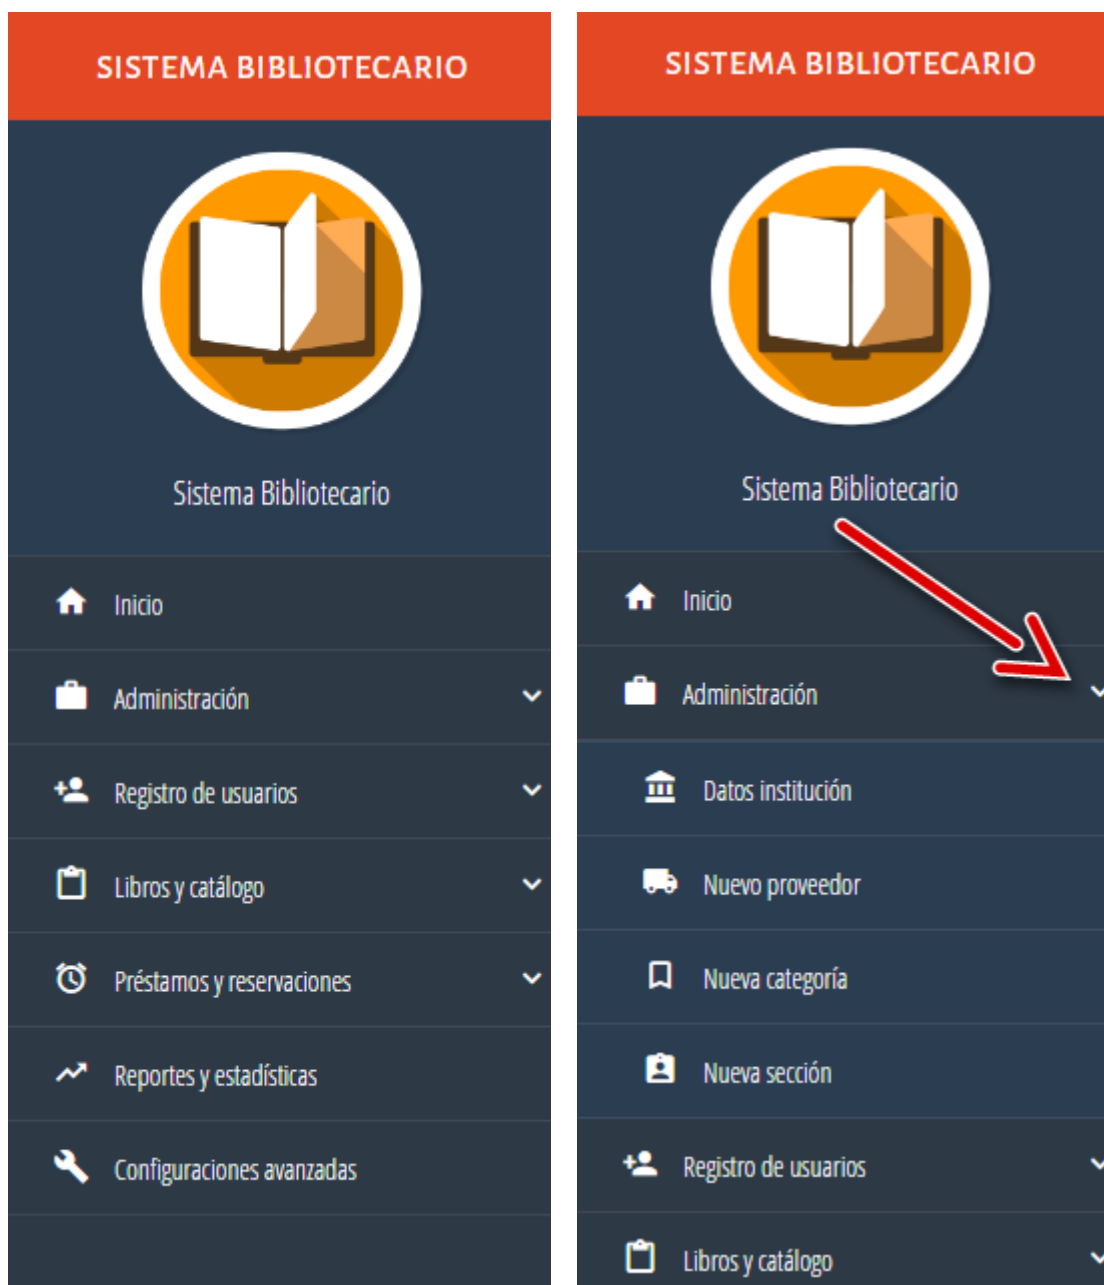 SISTEMA BIBLIOTECARIO
Sistema Bibliotecario
Inicio
Administración
Registro de usuarios
Libros y catálogo
Préstamos y reservaciones
Reportes y estadísticas
Configuraciones avanzadas
SISTEMA BIBLIOTECARIO
Sistema Bibliotecario
Inicio
Administración
Datos institución
Nuevo proveedor
Nueva categoría
Nueva sección
Registro de usuarios
Libros y catálogo